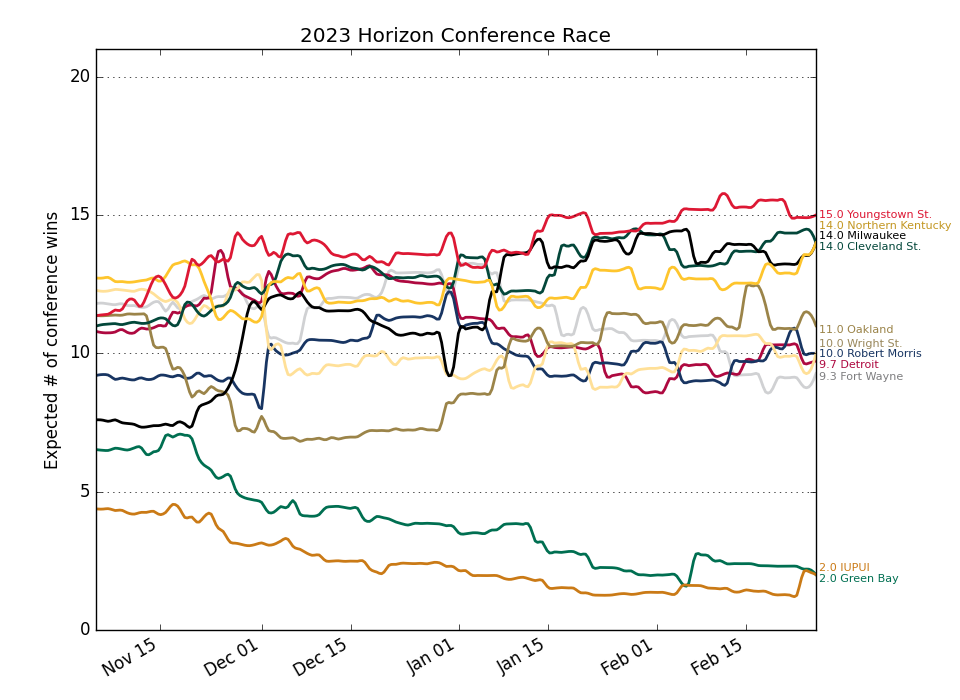 2023 Horizon Conference Race
Expected # of conference wins
20
15
10
5
0
15.0 Youngstown St.
14.0 Northern Kentucky
14.0 Milwaukee
14.0 Cleveland St.
11.0 Oakland
10.0 Wright St.
10.0 Robert Morris
9.7 Detroit
9.3 Fort Wayne
2.0 IUPUI
2.0 Green Bay
Nov 15
Dec 01
Dec 15
Jan 01
Jan 15
Feb 01
Feb 15